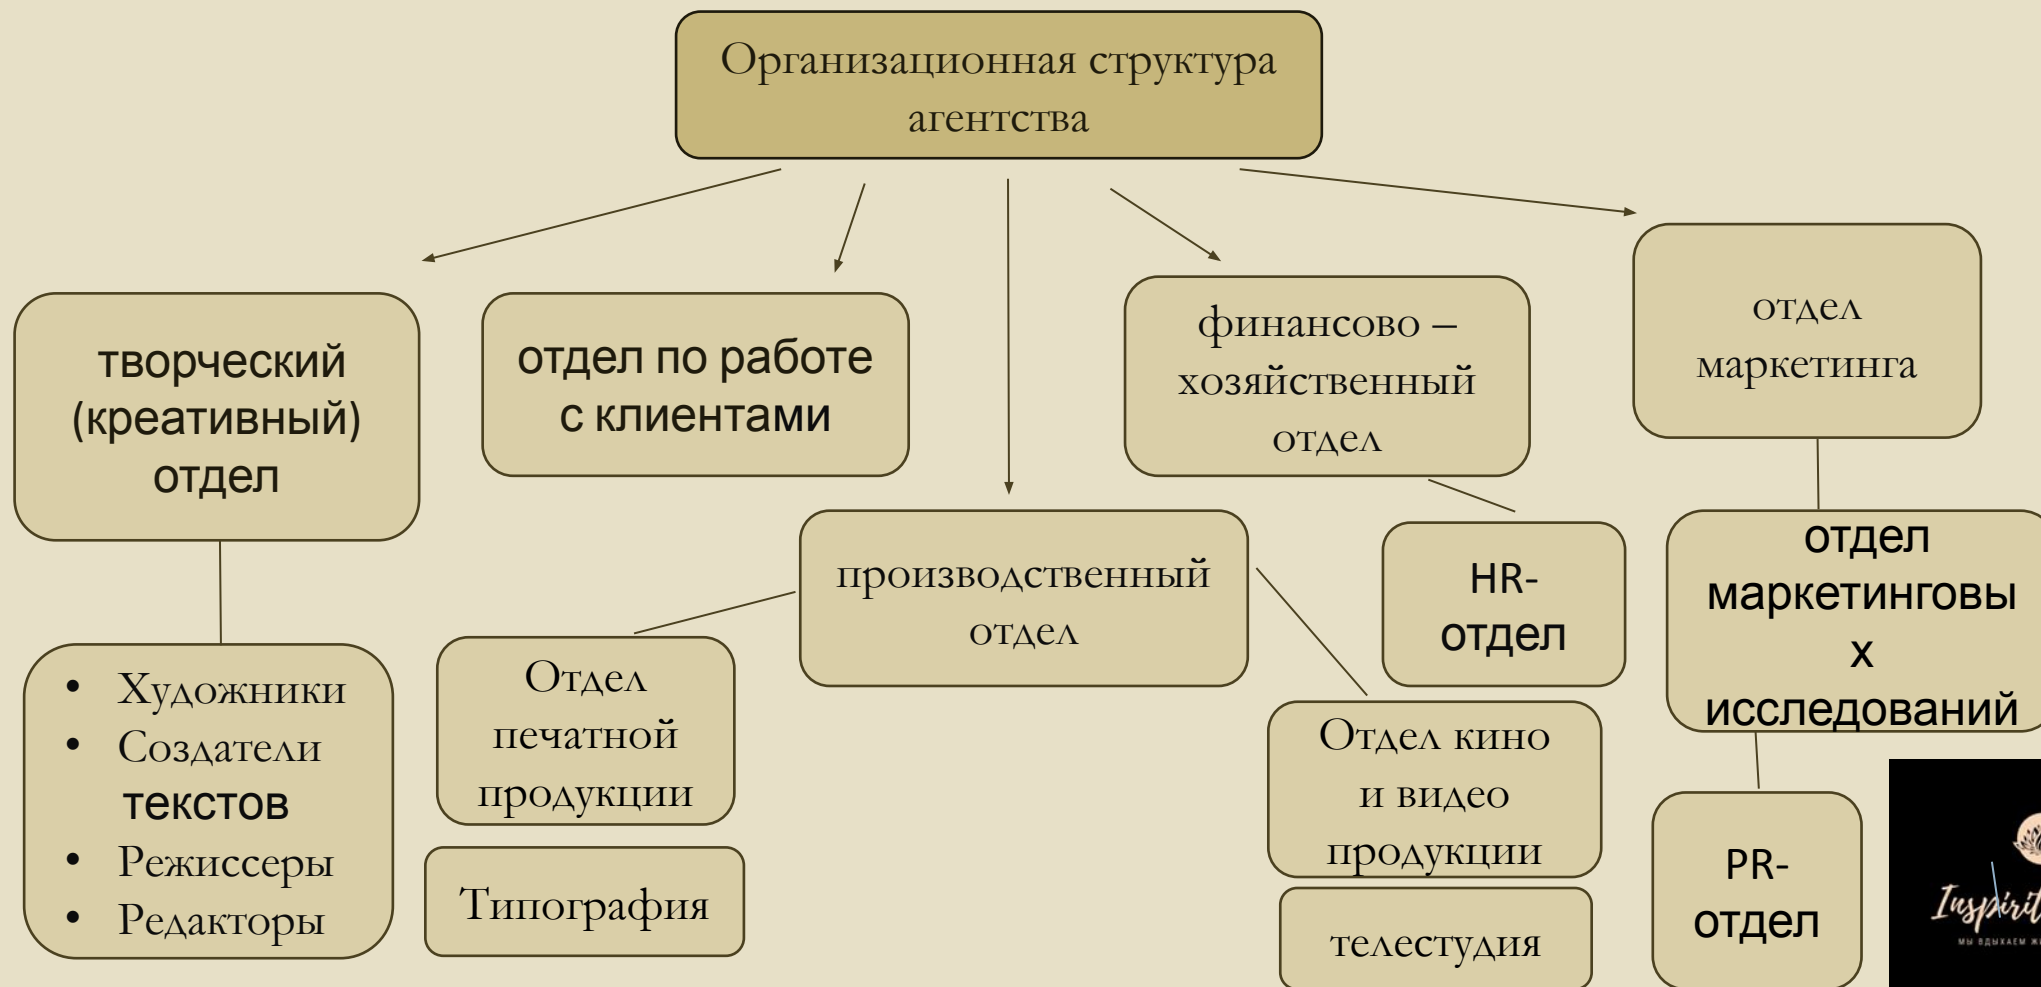 Организационная структура
агентства
творческий
(креативный)
отдел
отдел по работе
с клиентами
финансово –
хозяйственный
отдел
отдел
маркетинга
производственный
отдел
HR-
отдел
отдел
маркетинговы
х
исследований
• Художники
• Создатели
текстов
• Режиссеры
• Редакторы
Отдел
печатной
продукции
Типография
Отдел кино
и видео
продукции
телестудия
PR-
отдел
МЫ ВДЫХАЕМ